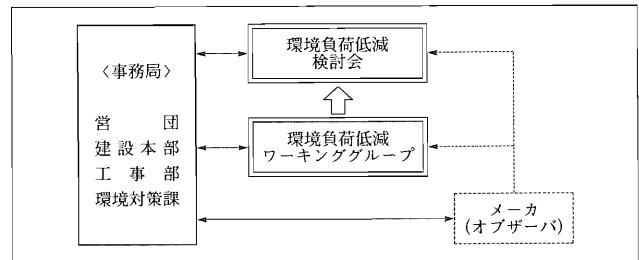 〈事務局〉
営団
建設本部
工事部
環境対策課
環境負荷低減
検討会
環境負荷低減
ワーキンググループ
メーカ
(オブザーバ)